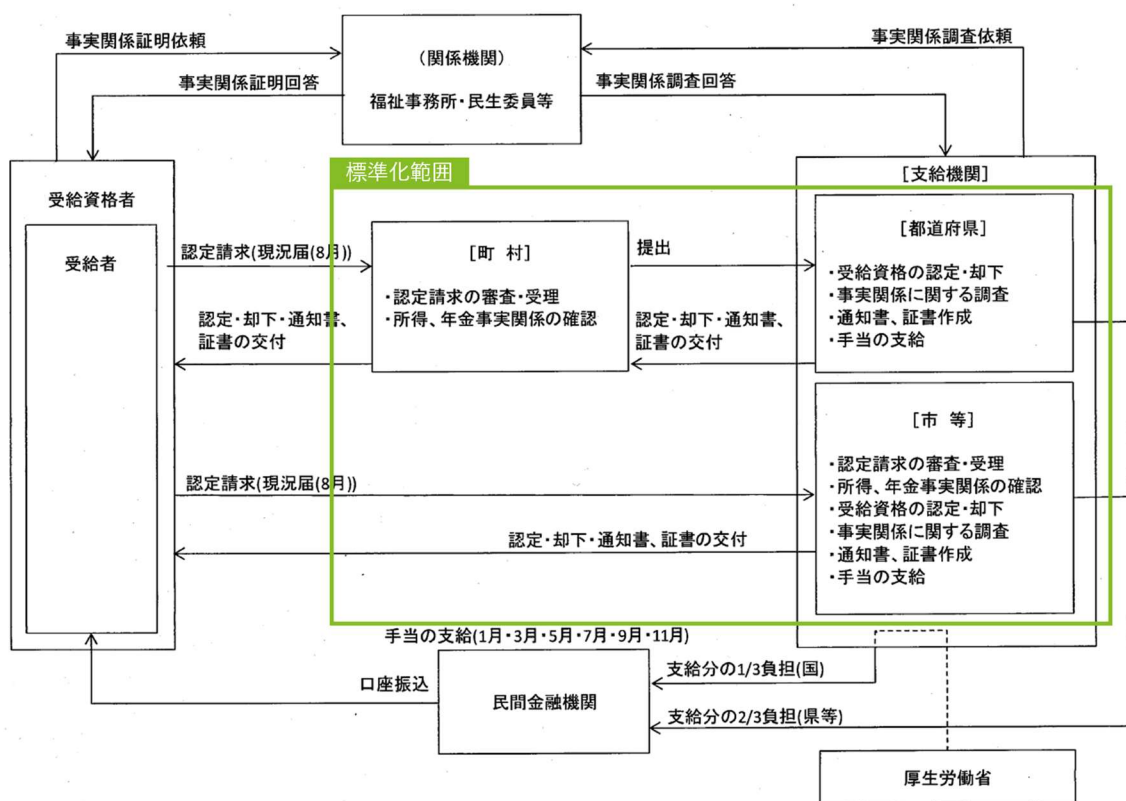 事実関係証明依頼
(関係機関)
福祉事務所・民生委員等
事実関係調査依頼
事実関係証明回答
事実関係調査回答
標準化範囲
受給資格者
受給者
[支給機関]
認定請求(現況届(8月))
[町 村]
・認定請求の審査・受理
・所得、年金事実関係の確認
提出
[都道府県]
・受給資格の認定・却下
・事実関係に関する調査
・通知書、証書作成
・手当の支給
認定・却下・通知書、
証書の交付
認定・却下・通知書、
証書の交付
[市 等]
・認定請求の審査・受理
・所得、年金事実関係の確認
・受給資格の認定・却下
・事実関係に関する調査
・通知書、証書作成
・手当の支給
認定請求(現況届(8月))
認定・却下・通知書、証書の交付
手当の支給(1月・3月・5月・7月・9月・11月)
口座振込
民間金融機関
支給分の1/3負担(国)
支給分の2/3負担(県等)
厚生労働省